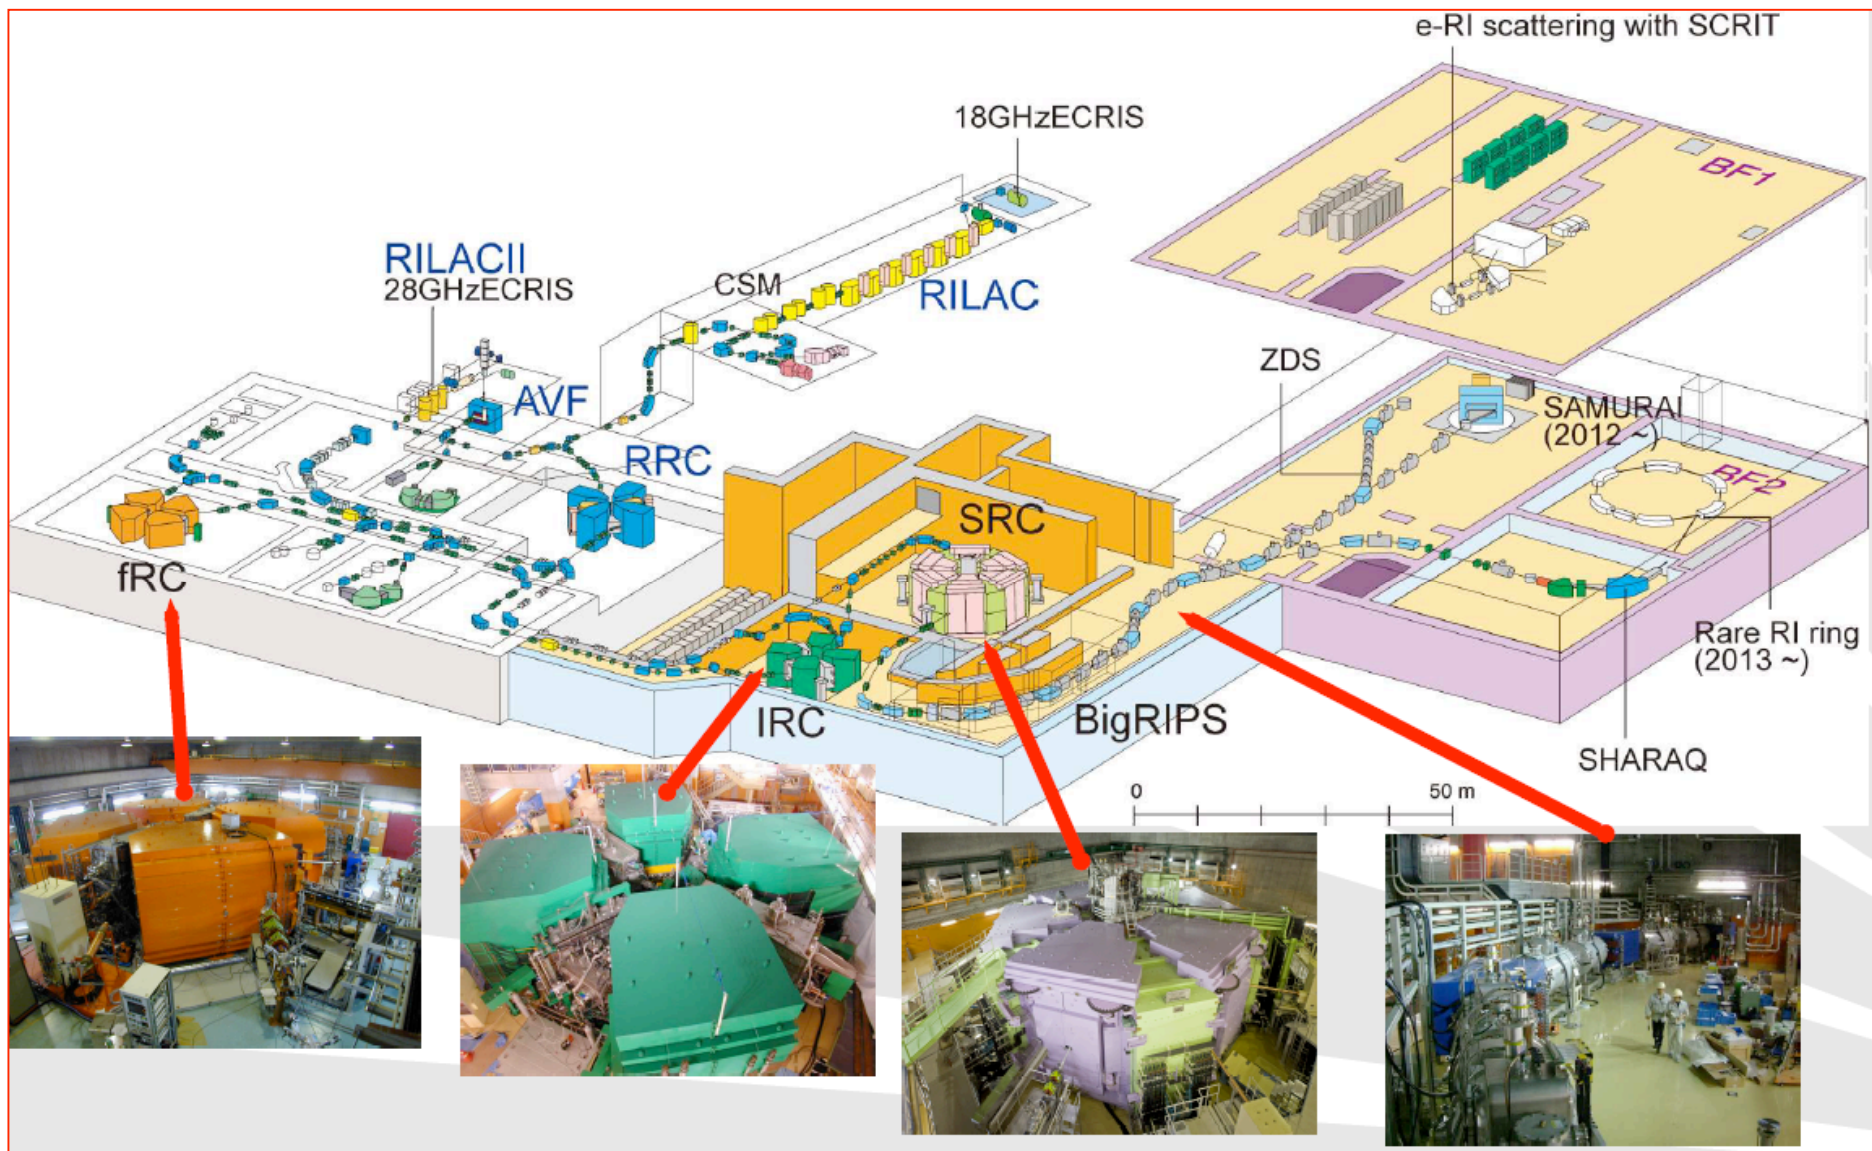 e-RI scattering with SCRIT
18GHzECRIS
BF1
RILACII
28GHzECRIS
CSM
RILAC
ZDS
AVF
SAMURAI
(2012 ~)
RRC
BF2
SRC
fRC
Rare RI ring
(2013 ~)
IRC
BigRIPS
SHARAQ
0
50 m